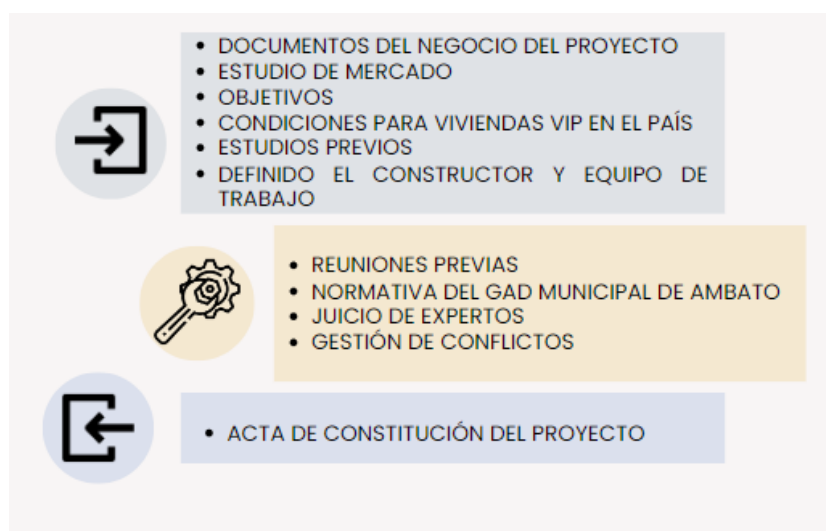 • DOCUMENTOS DEL NEGOCIO DEL PROYECTO
• ESTUDIO DE MERCADO
• OBJETIVOS
• CONDICIONES PARA VIVIENDAS VIP EN EL PAÍS
• ESTUDIOS PREVIOS
• DEFINIDO EL CONSTRUCTOR Y EQUIPO DE
TRABAJO
• REUNIONES PREVIAS
• NORMATIVA DEL GAD MUNICIPAL DE AMBATO
• JUICIO DE EXPERTOS
• GESTIÓN DE CONFLICTOS
• ACTA DE CONSTITUCIÓN DEL PROYECTO